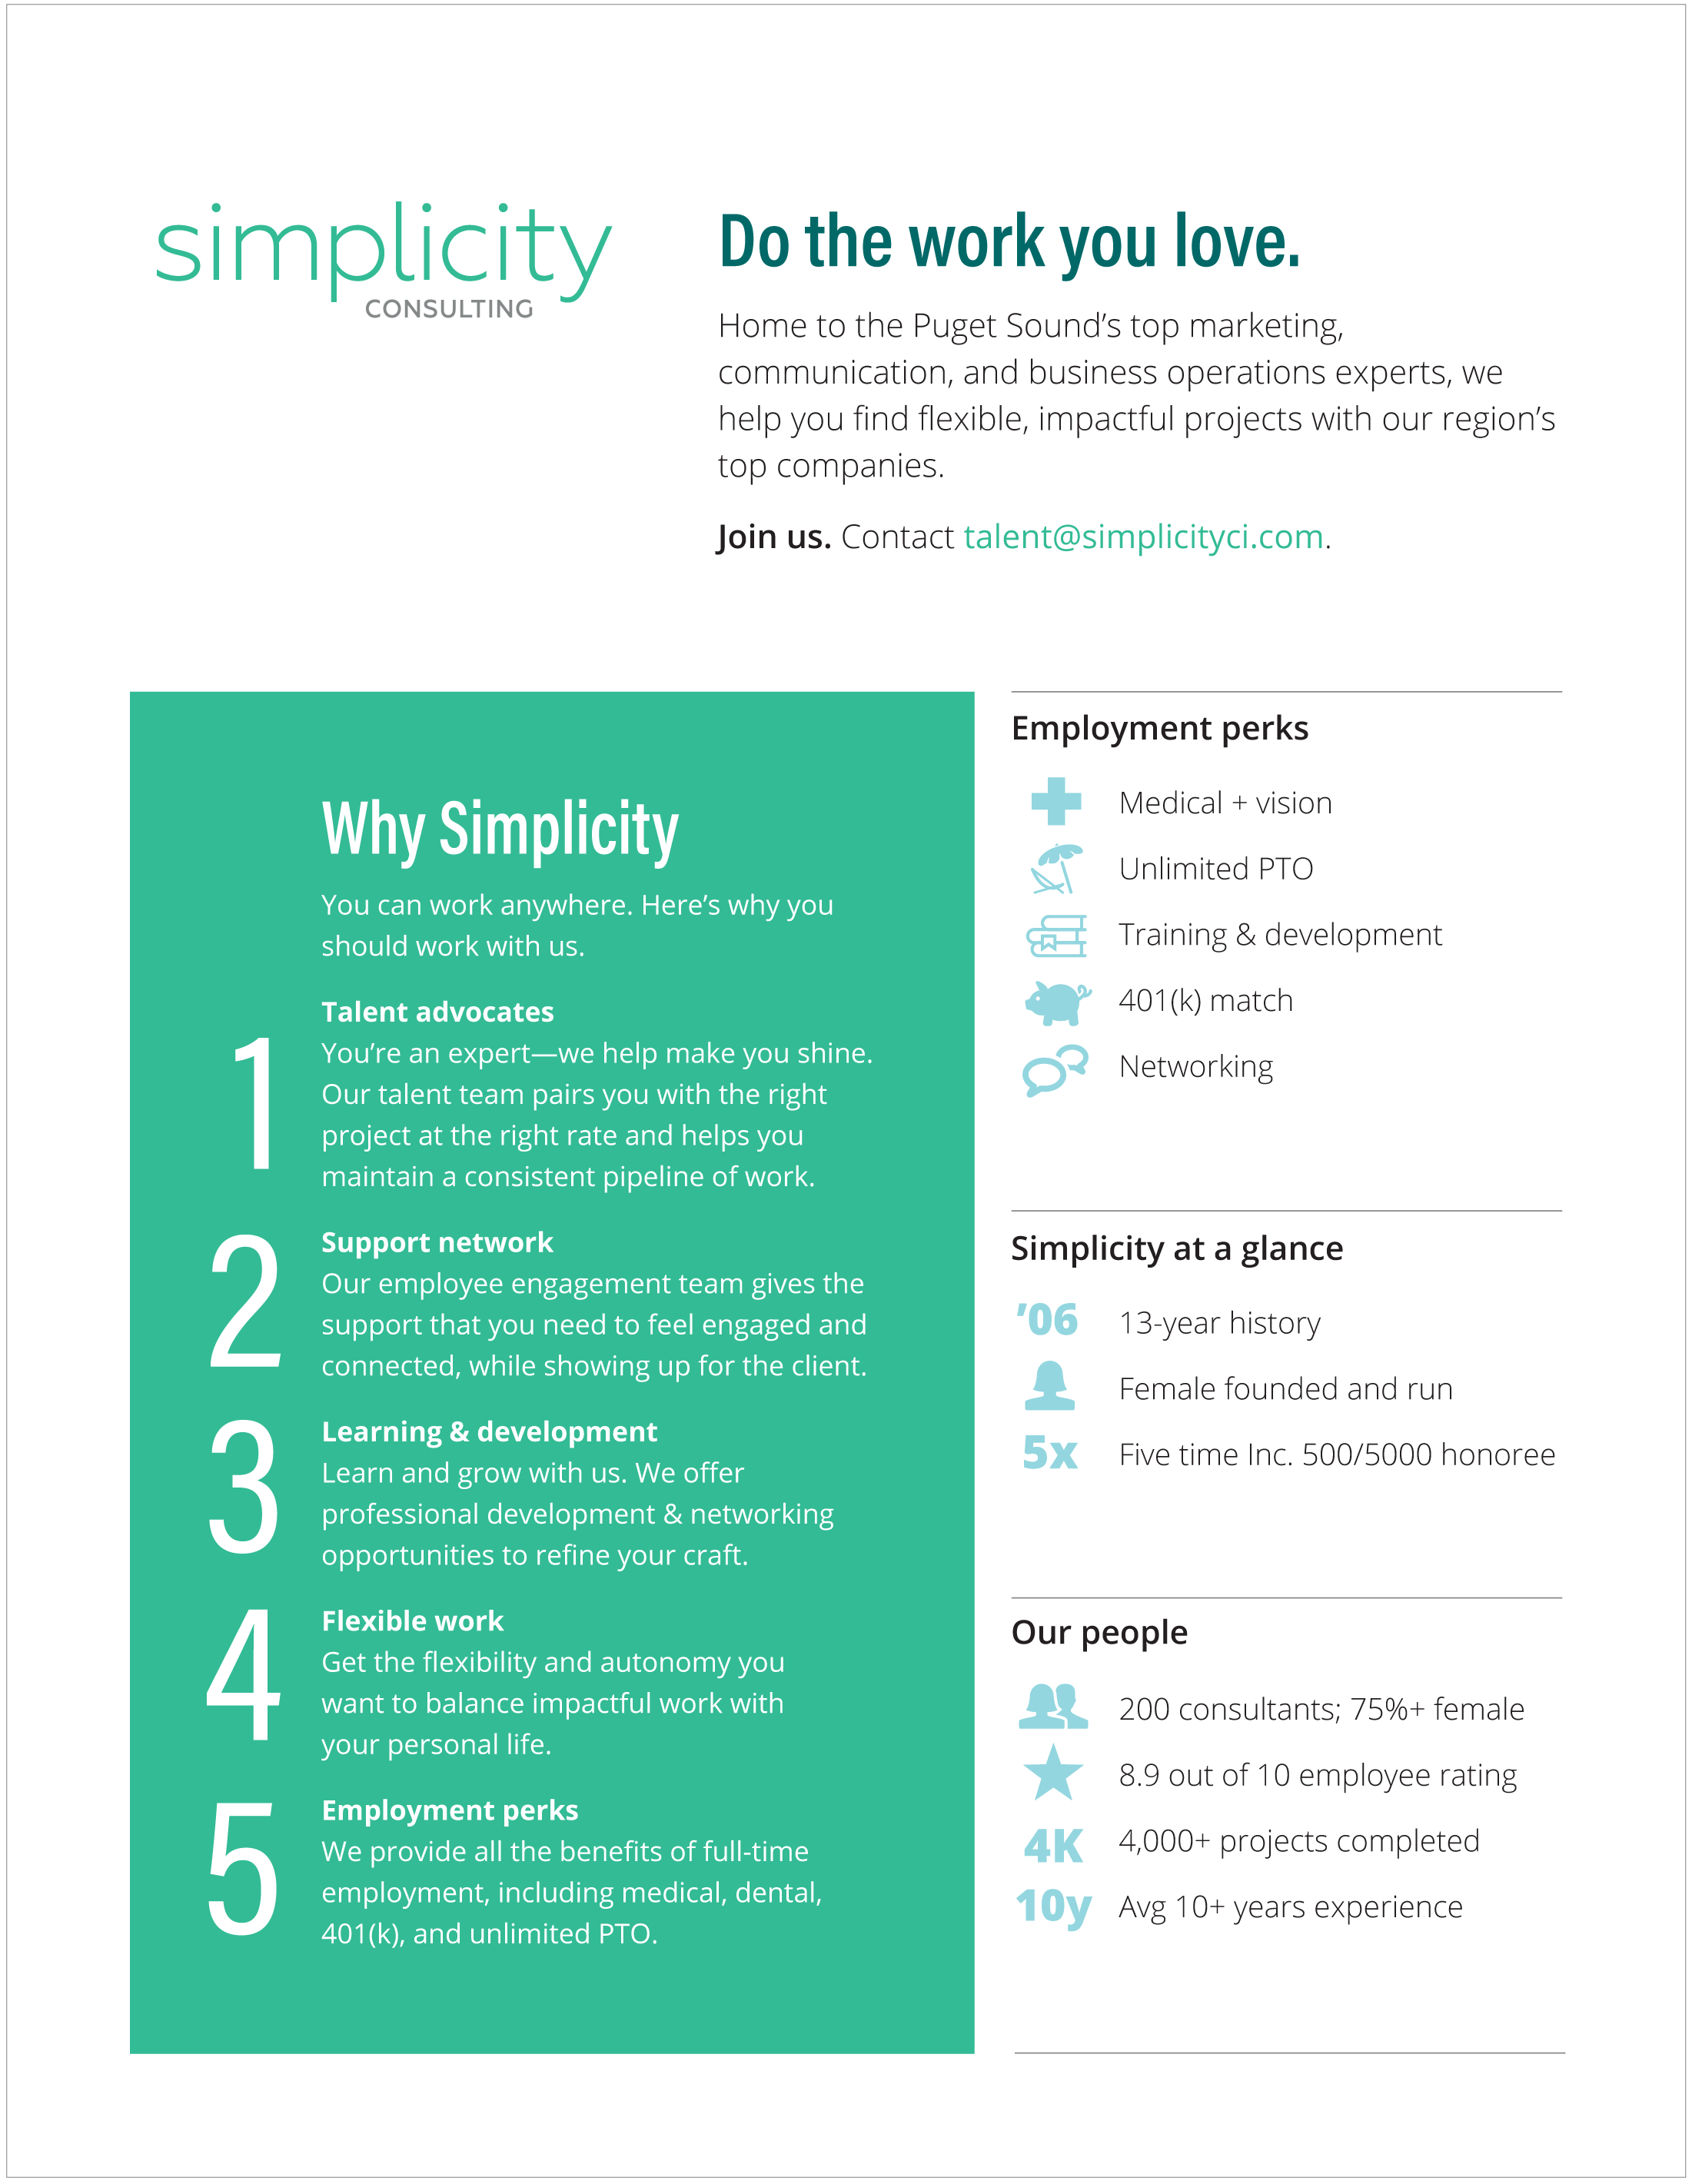 simplicity
CONSULTING
Do the work you love.
Home to the Puget Sound’s top marketing,
communication, and business operations experts, we
help you find flexible, impactful projects with our region’s
top companies.
Join us. Contact talent@simplicityci.com.
Why Simplicity
You can work anywhere. Here’s why you
should work with us.
1
Talent advocates
You’re an expert—we help make you shine.
Our talent team pairs you with the right
project at the right rate and helps you
maintain a consistent pipeline of work.
2
Support network
Our employee engagement team gives the
support that you need to feel engaged and
connected, while showing up for the client.
3
Learning & development
Learn and grow with us. We offer
professional development & networking
opportunities to refine your craft.
4
Flexible work
Get the flexibility and autonomy you
want to balance impactful work with
your personal life.
5
Employment perks
We provide all the benefits of full-time
employment, including medical, dental,
401(k), and unlimited PTO.
Employment perks
Medical + vision
Unlimited PTO
Training & development
401(k) match
Networking
Simplicity at a glance
’06 13-year history
Female founded and run
5x Five time Inc. 500/5000 honoree
Our people
200 consultants; 75%+ female
8.9 out of 10 employee rating
4K 4,000+ projects completed
10y Avg 10+ years experience